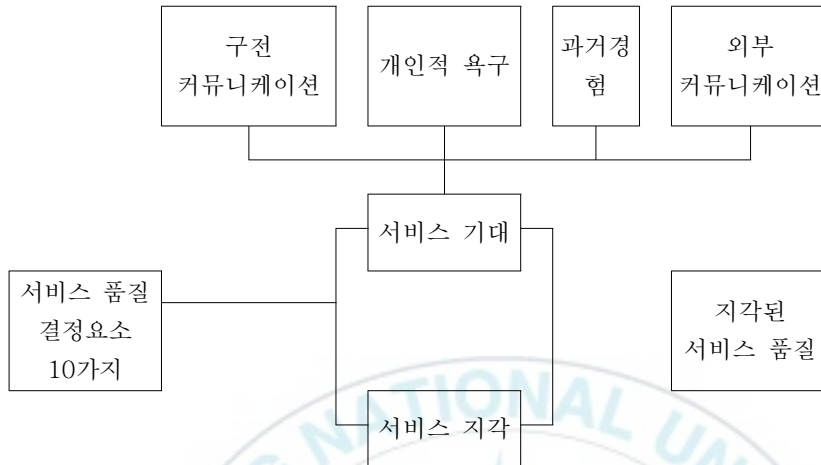 구전
커뮤니케이션
개인적 욕구
과거경
험
외부
커뮤니케이션
서비스 기대
서비스 품질
결정요소
10가지
지각된
서비스 품질
서비스 지각
NATIONAL